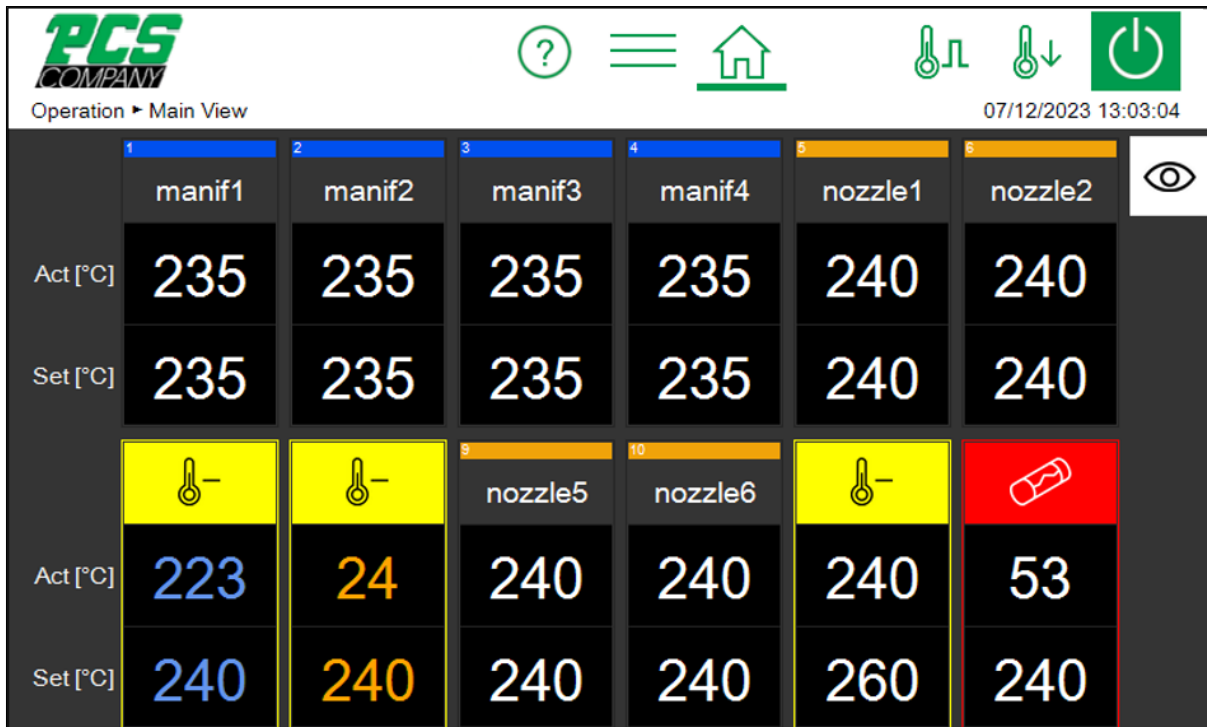 PCS
COMPANY
?
Operation ► Main View
07/12/2023 13:03:04
1 2 3 4 5 6
manif1 manif2 manif3 manif4 nozzle1 nozzle2
Act [°C] 235 235 235 235 240 240
Set [°C] 235 235 235 235 240 240
9 10
nozzle5 nozzle6
Act [°C] 223 24 240 240 240 53
Set [°C] 240 240 240 240 260 240